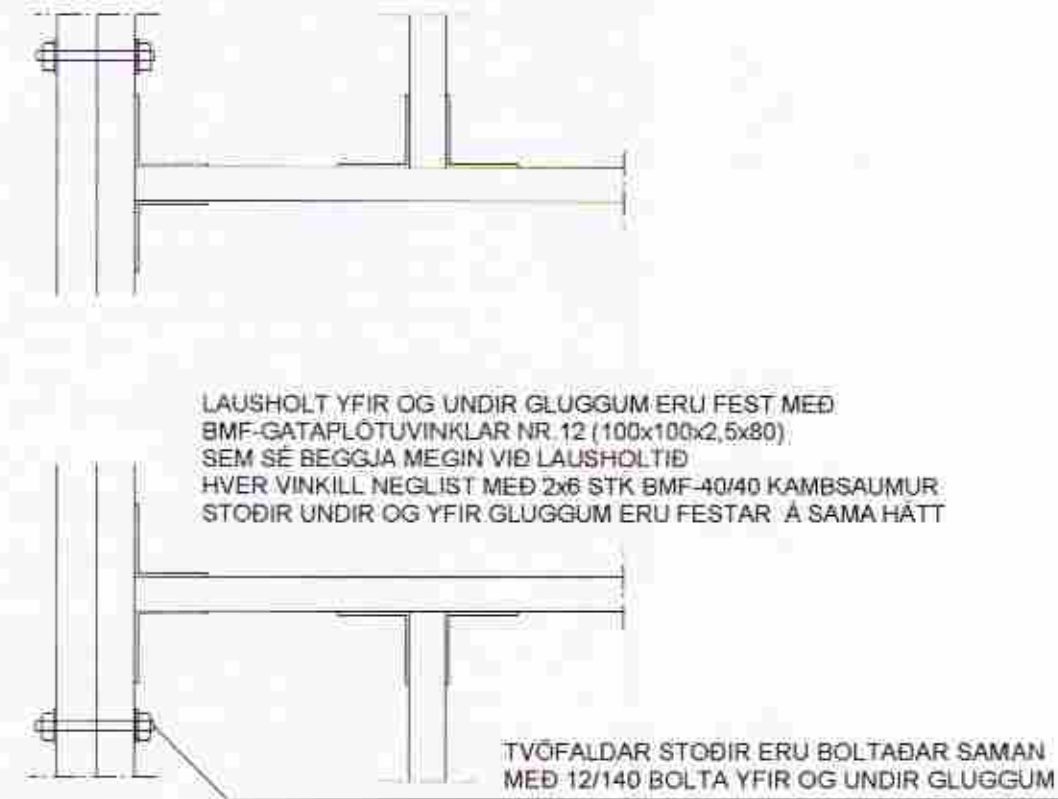 LAUSHOLT YFIR OG UNDIR GLUGGUM ERU FEST MEÐ
BMF-GATAPLÖTUVINKLAR NR.12 (100x100x2,5x80)
SEM SÉ BEGGJA MEGIN VIÐ LAUSHOLTIÐ
HVER VINKILL NEGLIST MEÐ 2x6 STK BMF-40/40 KAMBSAUMUR
STOÐIR UNDIR OG YFIR GLUGGUM ERU FESTAR Á SAMA HÁTT
TVÖFALDAR STOÐIR ERU BOLTAÐAR SAMAN
MEÐ 12/140 BOLTA YFIR OG UNDIR GLUGGUM